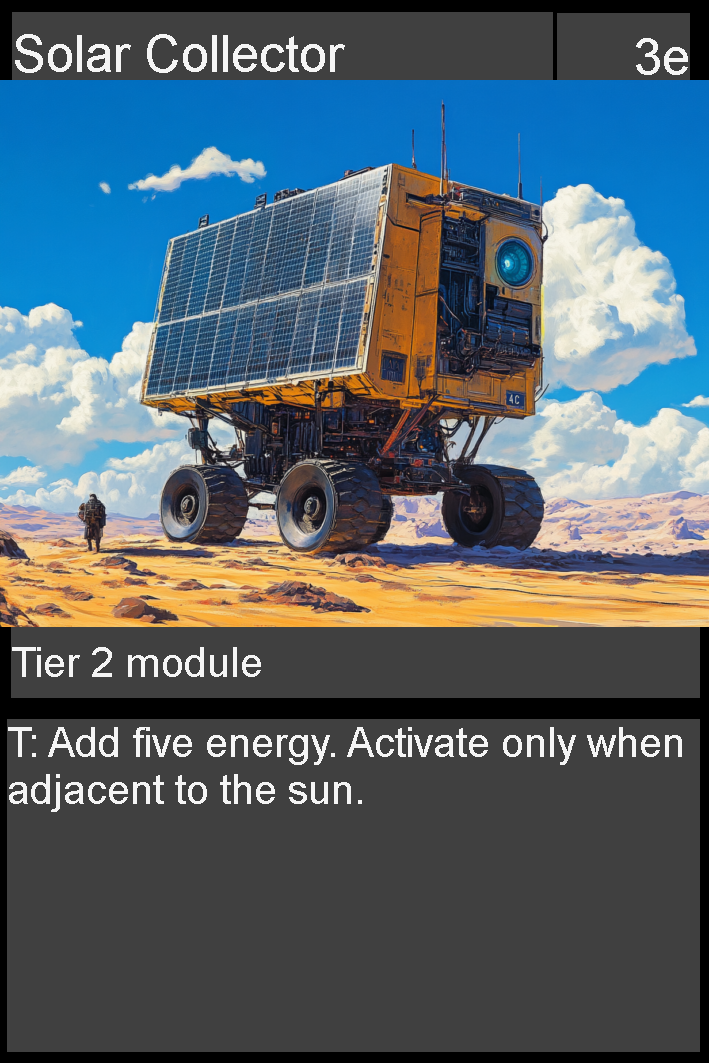 Solar Collector 3e
4C
Tier 2 module
T: Add five energy. Activate only when
adjacent to the sun.